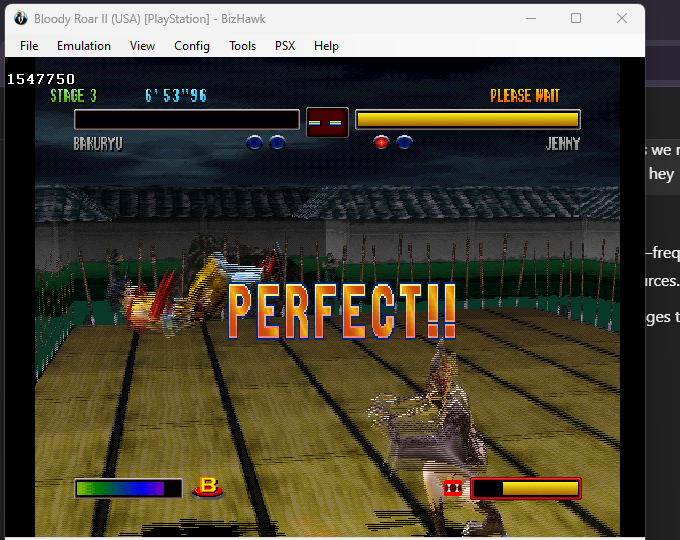 Bloody Roar II (USA) [PlayStation] - BizHawk
File Emulation View Config Tools PSX Help
1547750
STAGE 3 6'53"96 PLEASE WAIT
BAKURYU JENNY
s we r
hey
–freq
urces.
ges t
PERFECT!!
B